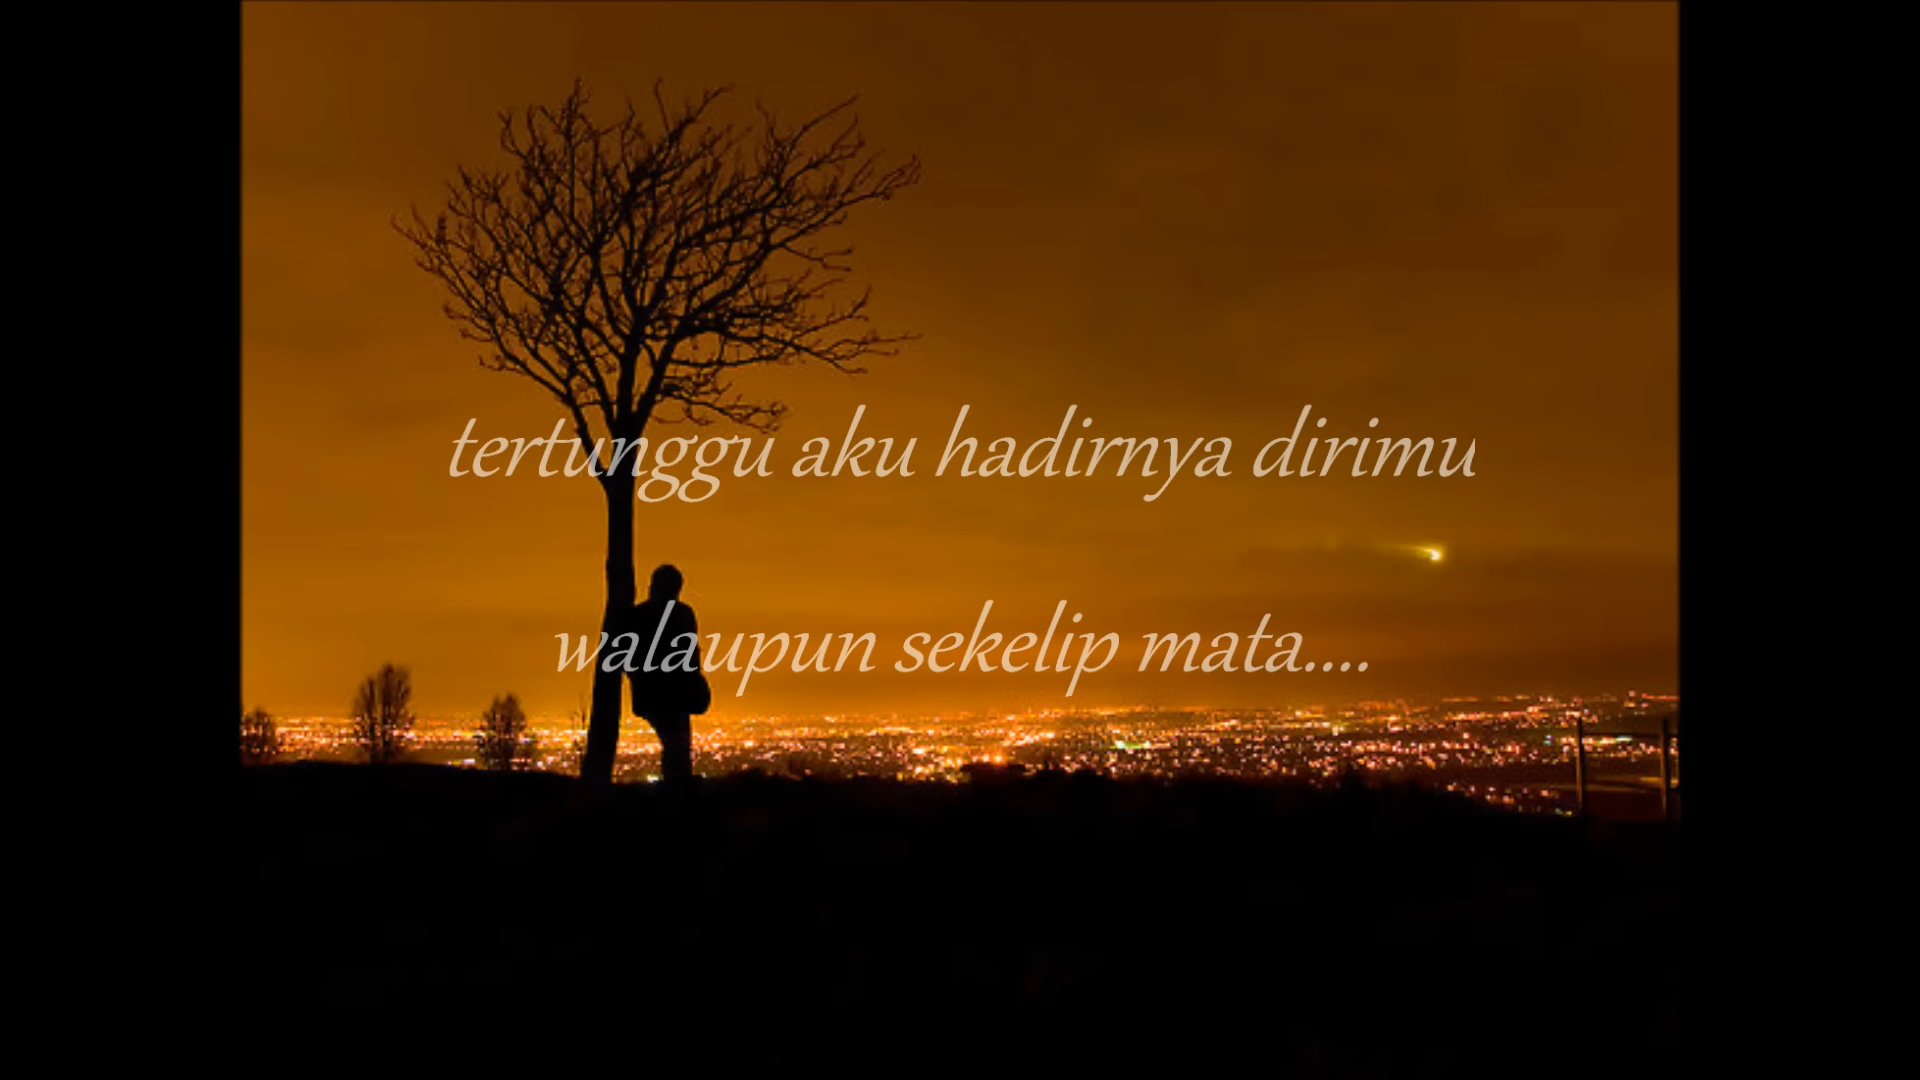 tertunggu aku hadirnya dirimu
walaupun sekelip mata....